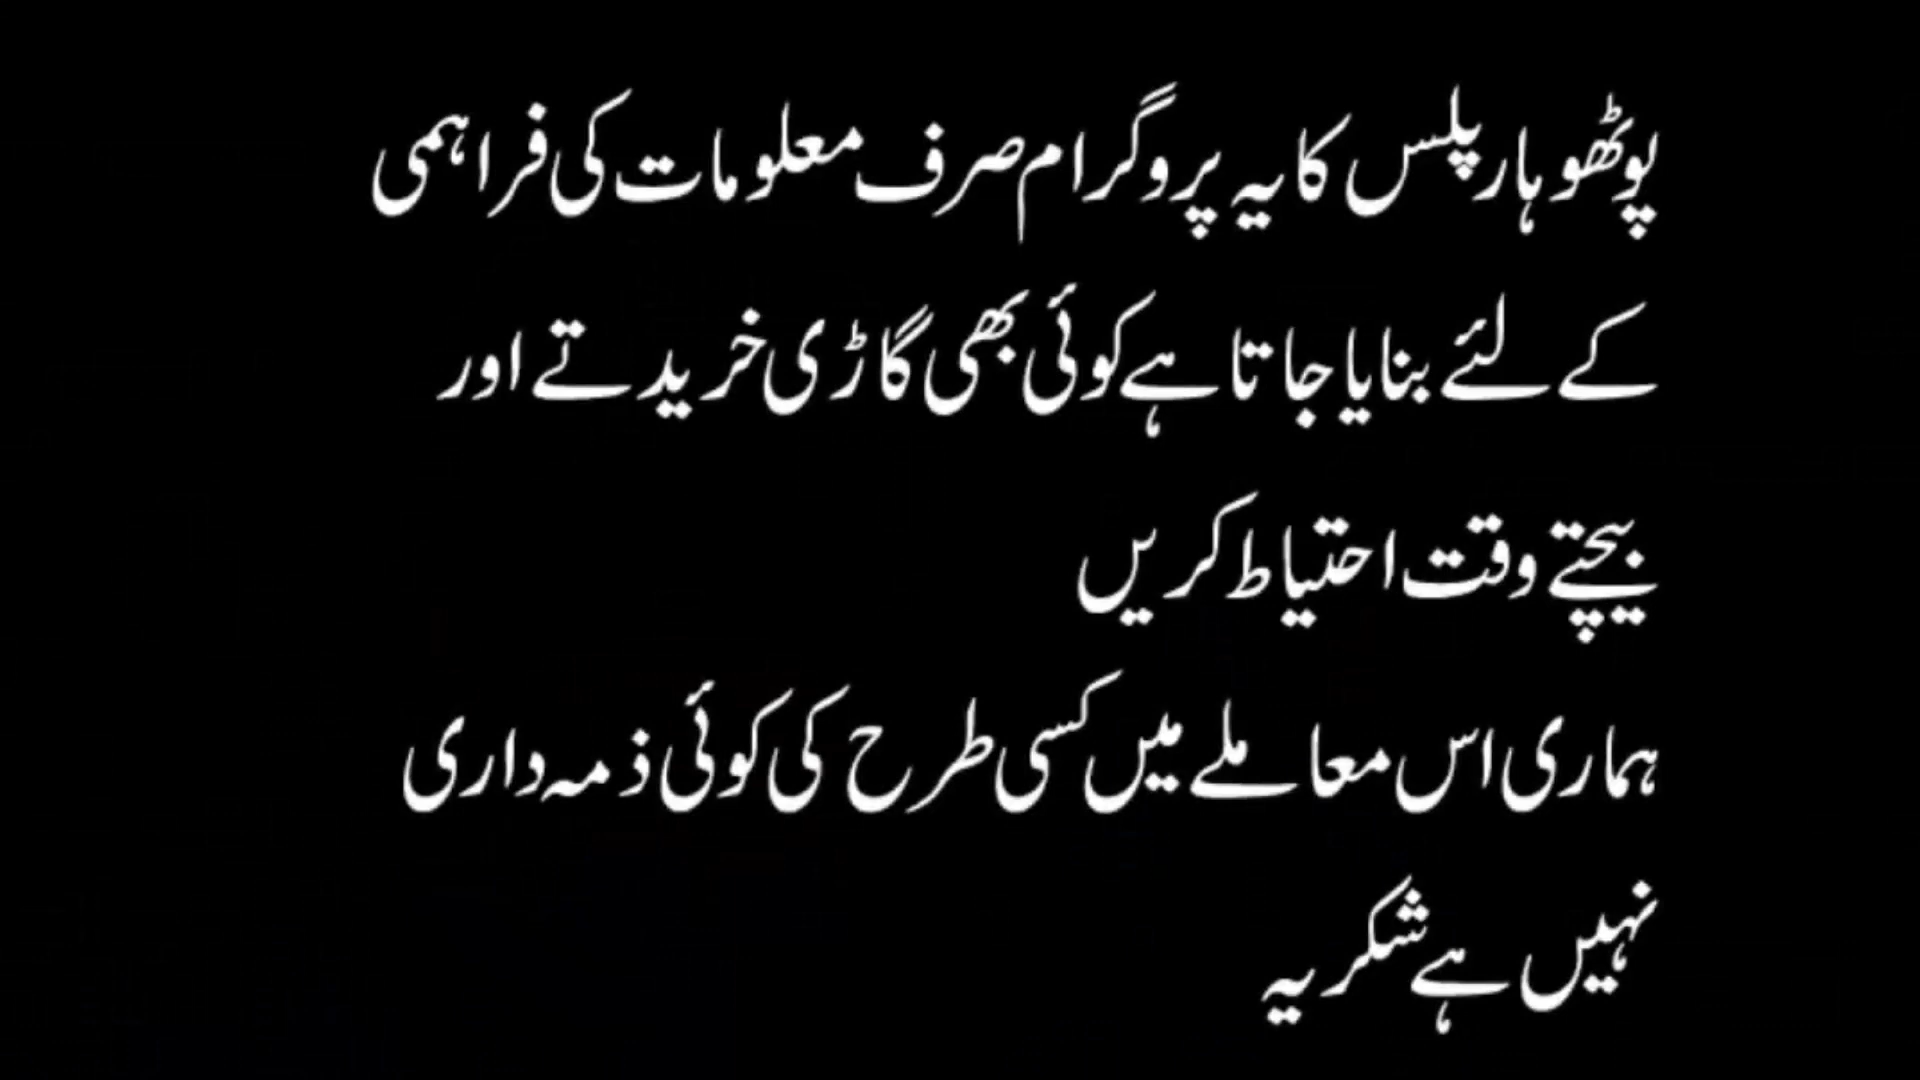 پوٹھوہار پلس کا یہ پروگرام صرف معلومات کی فراہمی
کے لئے بنایا جاتا ہے کوئی بھی گاڑی خریدتے اور
بیچتے وقت احتیاط کریں
ہماری اس معاملے میں کسی طرح کی کوئی ذمہ داری
نہیں ہے شکریہ